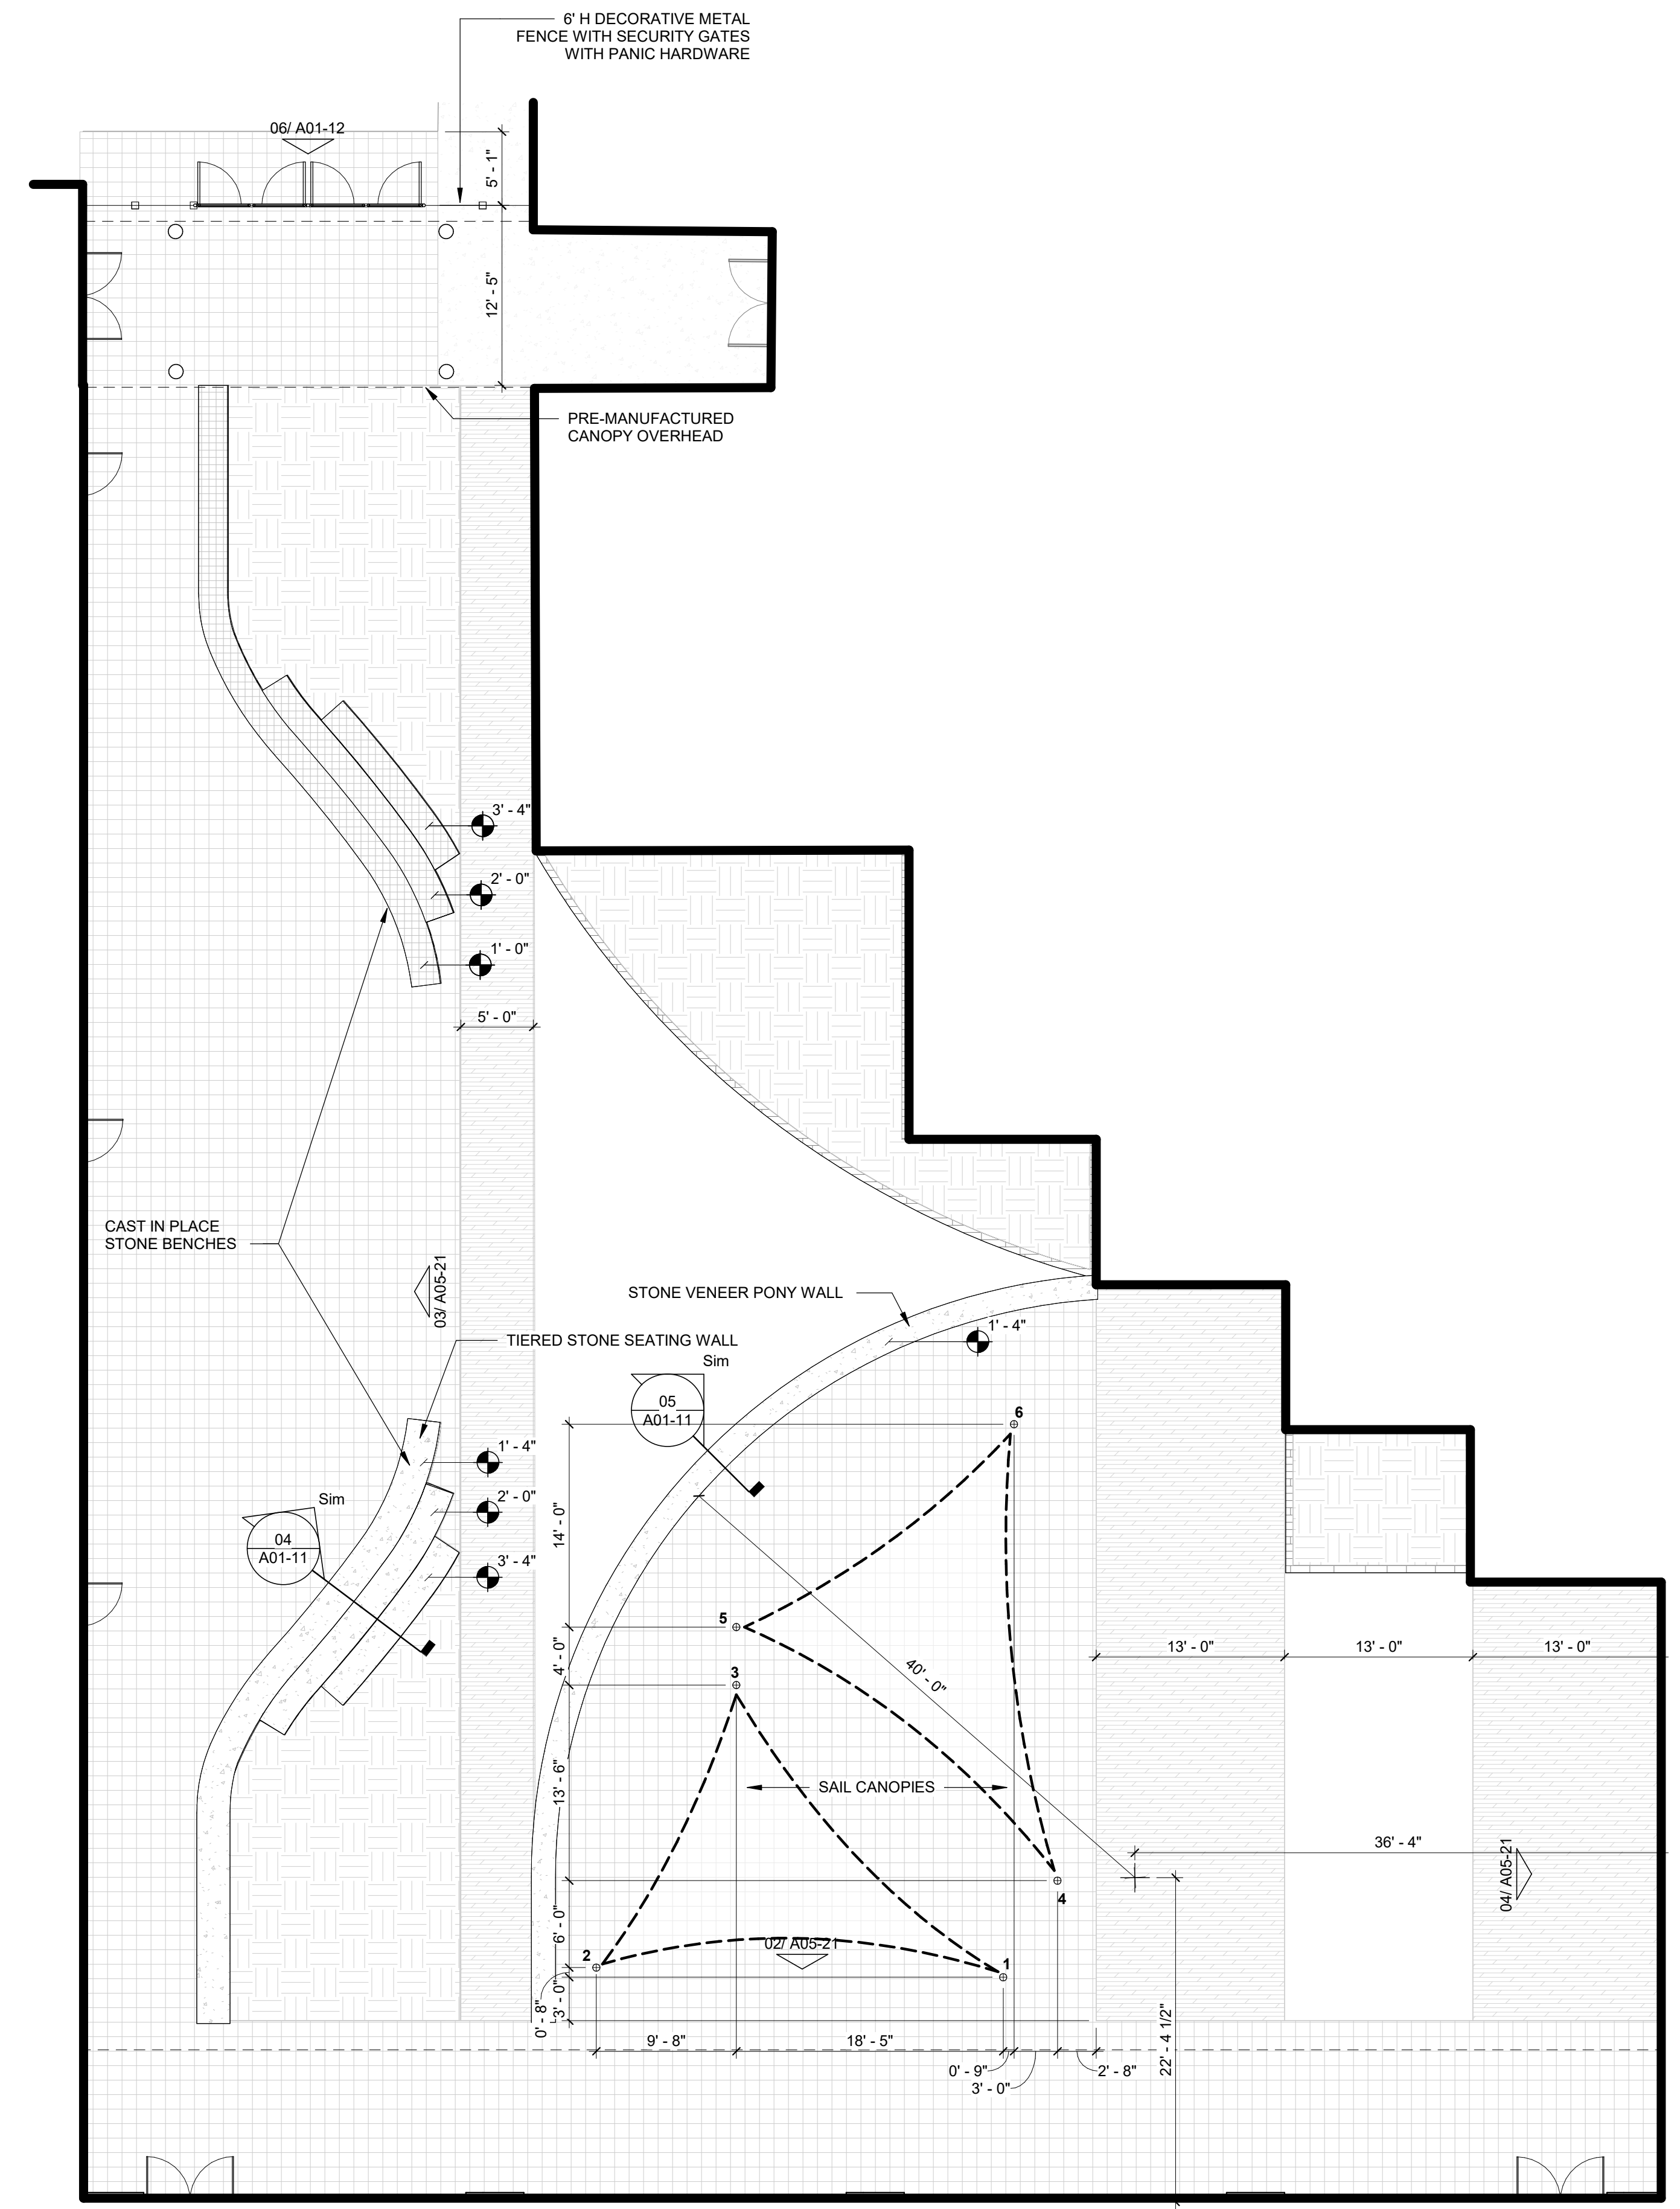 6' H DECORATIVE METAL
FENCE WITH SECURITY GATES
WITH PANIC HARDWARE
06/ A01-12
5' - 1"
12' - 5"
PRE-MANUFACTURED
CANOPY OVERHEAD
3' - 4"
2' - 0"
1' - 0"
5' - 0"
CAST IN PLACE
STONE BENCHES
03/ A05-21
STONE VENEER PONY WALL
1' - 4"
TIERED STONE SEATING WALL
Sim
05
A01-11
6
1' - 4"
2' - 0"
3' - 4"
Sim
04
A01-11
14' - 0"
5
4' - 0"
3
40' - 0"
13' - 0"
13' - 0"
13' - 0"
13' - 6"
SAIL CANOPIES
36' - 4"
04/ A05-21
4
6' - 0"
02/ A05-21
2
1
3' - 0"
0' - 8"
9' - 8"
18' - 5"
0' - 9"
3' - 0"
2' - 8"
22' - 4 1/2"